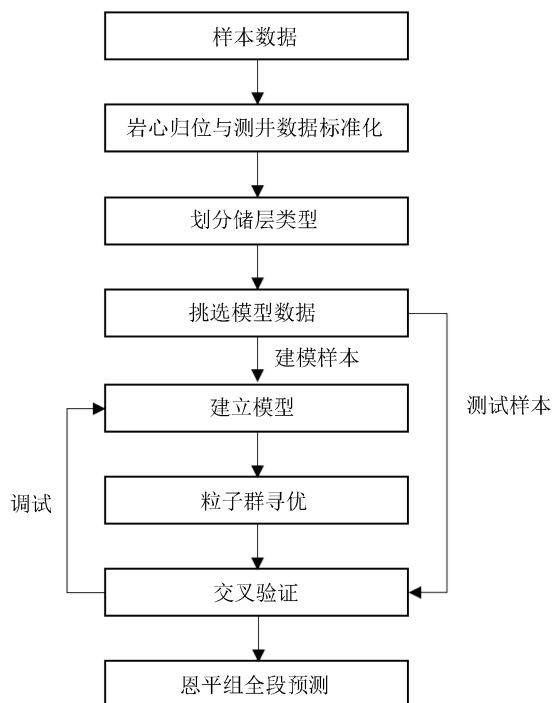 样本数据
岩心归位与测井数据标准化
划分储层类型
挑选模型数据
建模样本
建立模型
测试样本
粒子群寻优
调试
交叉验证
恩平组全段预测